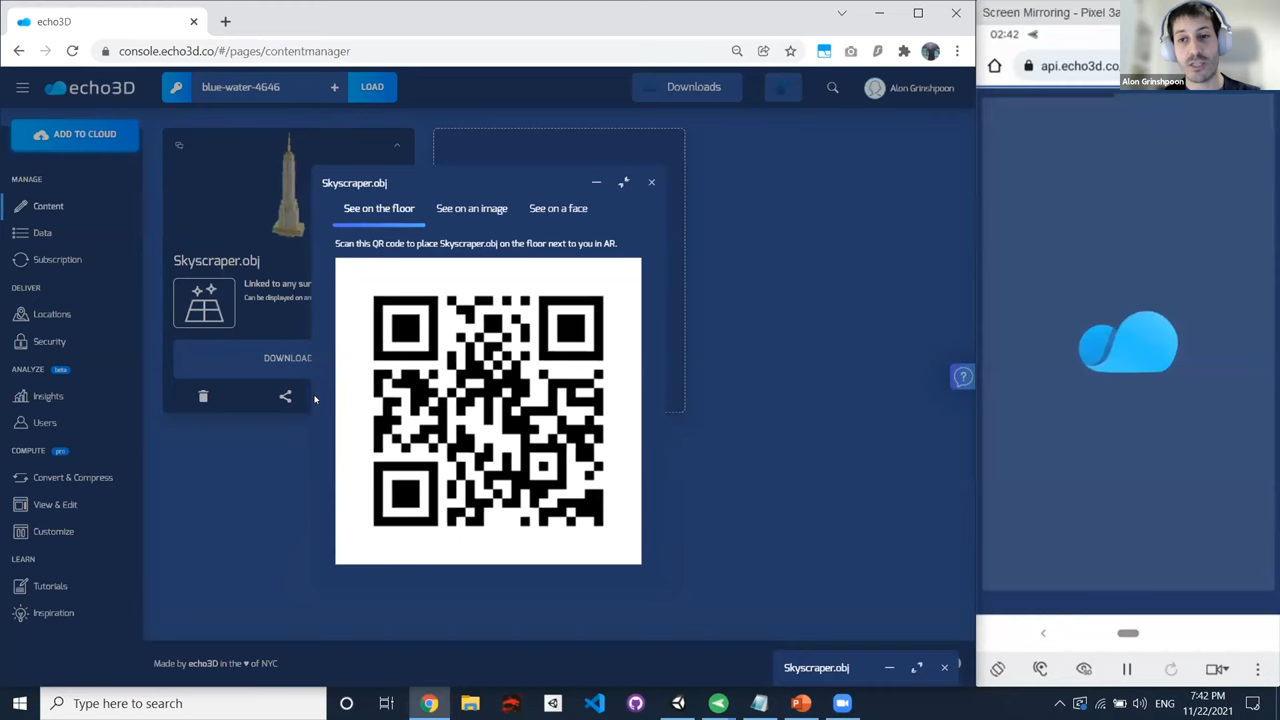 echo3D
console.echo3d.co/#/pages/contentmanager
Screen Mirroring - Pixel 3a
02:42
api.echo3d.co
Alon Grinshpoon
echo3D
blue-water-4646
+
LOAD
Downloads
Alon Grinshpoon
ADD TO CLOUD
MANAGE
Content
Data
Subscription
DELIVER
Locations
Security
ANALYZE beta
Insights
Users
COMPUTE pro
Convert & Compress
View & Edit
Customize
LEARN
Tutorials
Inspiration
Skyscraper.obj
Linked to any sur
Can be displayed on an
DOWNLOAD
Skyscraper.obj
See on the floor
See on an image
See on a face
Scan this QR code to place Skyscraper.obj on the floor next to you in AR.
Made by echo3D in the ♥ of NYC
Skyscraper.obj
Type here to search
ENG
7:42 PM
11/22/2021